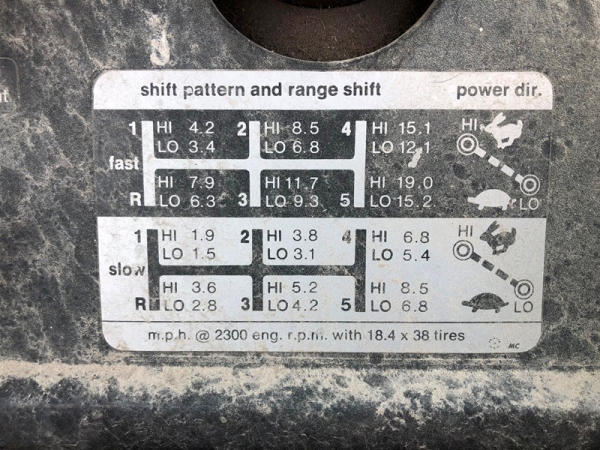 nt
shift pattern and range shift power dir.
1 HI 4.2 2 HI 8.5 4 HI 15.1 HI
LO 3.4 LO 6.8 LO 12.1
fast
HI 7.9 HI 11.7 HI 19.0
R LO 6.3 3 LO 9.3 5 LO 15.2 LO
1 HI 1.9 2 HI 3.8 4 HI 6.8 HI
LO 1.5 LO 3.1 LO 5.4
slow
HI 3.6 HI 5.2 HI 8.5
R LO 2.8 3 LO 4.2 5 LO 6.8 LO
m.p.h. @ 2300 eng. r.p.m. with 18.4 x 38 tires
MC